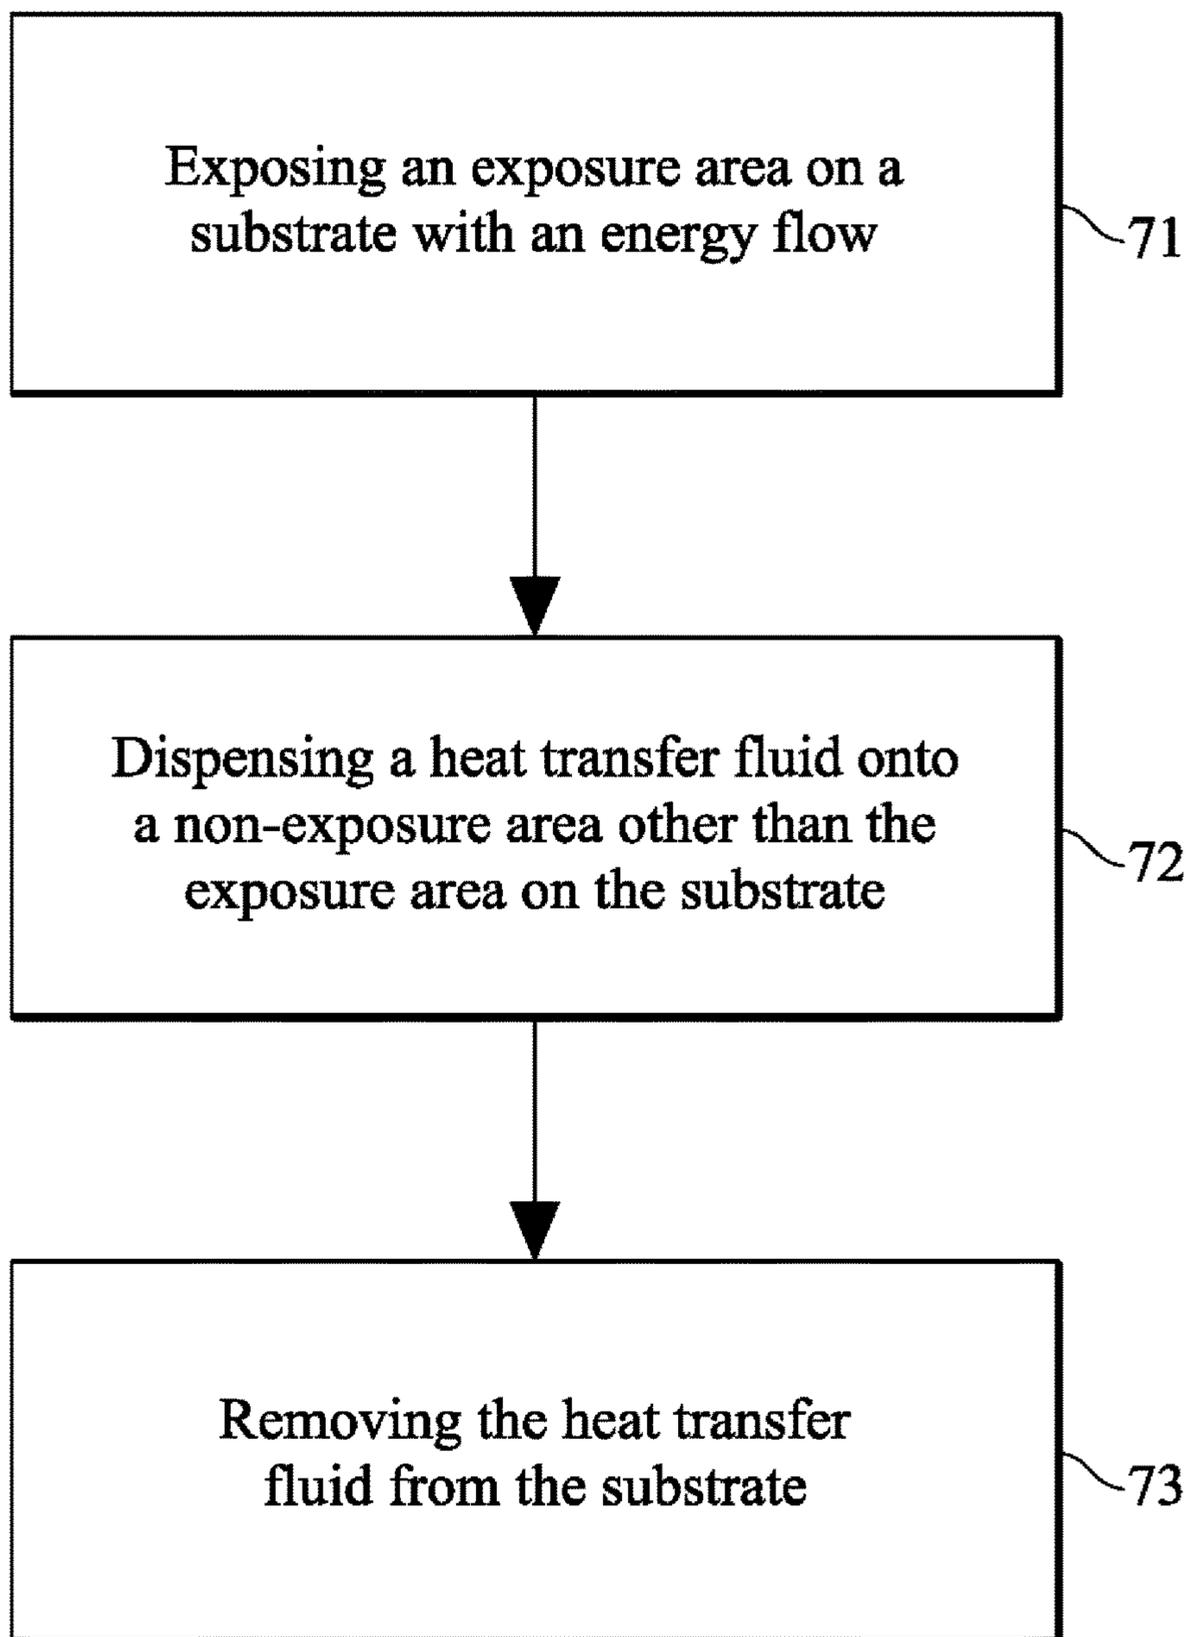 Exposing an exposure area on a
substrate with an energy flow
71
Dispensing a heat transfer fluid onto
a non-exposure area other than the
exposure area on the substrate
72
Removing the heat transfer
fluid from the substrate
73